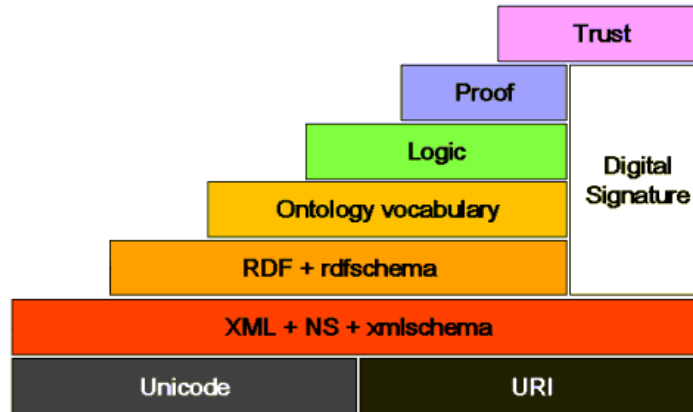 Trust
Proof
Logic
Digital
Signature
Ontology vocabulary
RDF + rdfschema
XML + NS + xmlschema
Unicode
URI